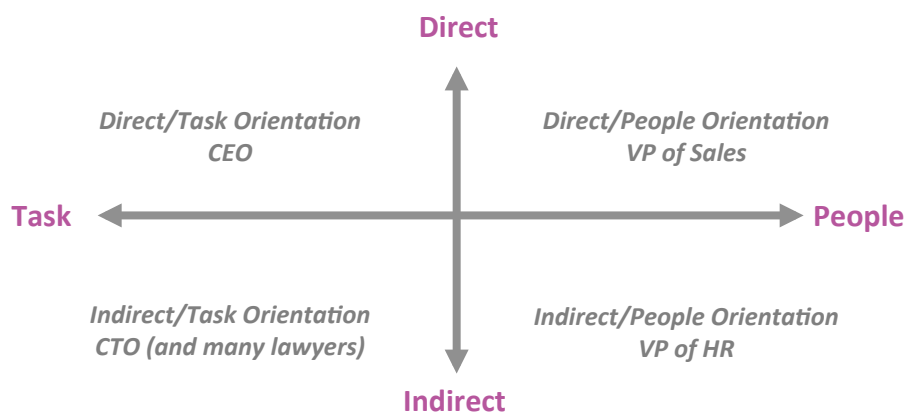 Direct
Direct/Task Orientation
CEO
Direct/People Orientation
VP of Sales
Task
People
Indirect/Task Orientation
CTO (and many lawyers)
Indirect/People Orientation
VP of HR
Indirect